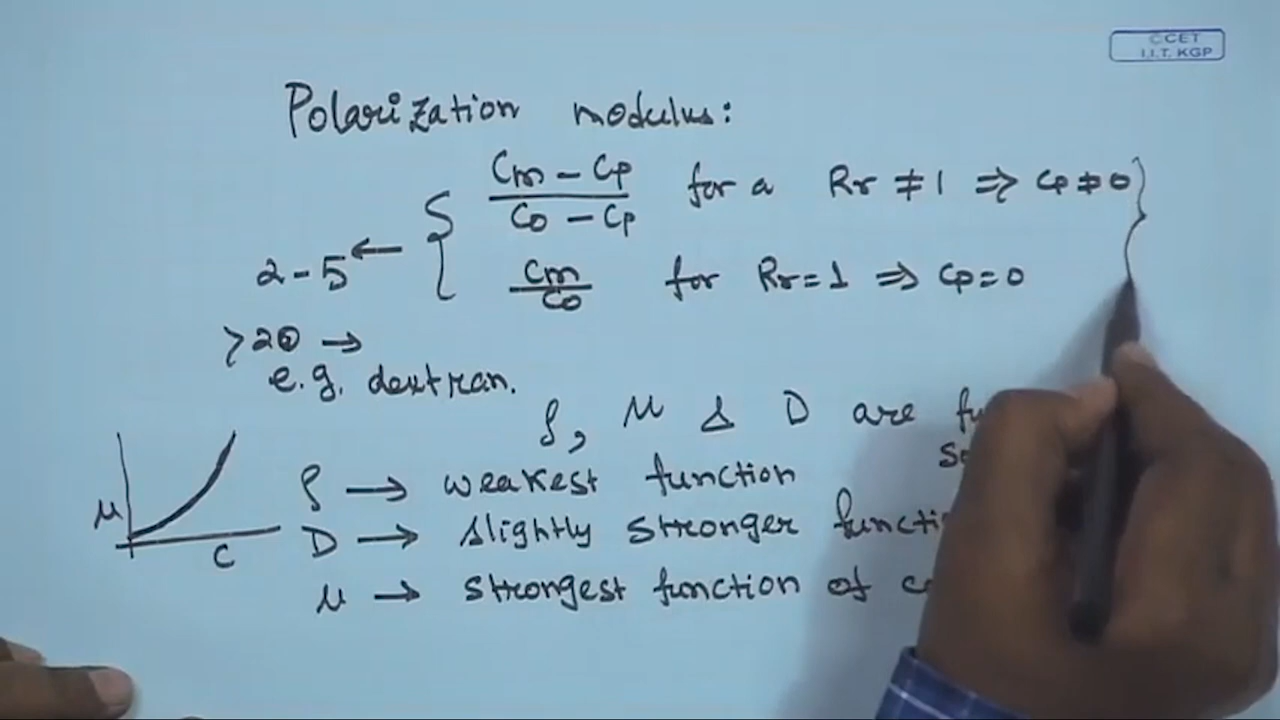 ©CET
I.I.T. KGP
Polarization modulus:
Cm - Cp / Co - Cp for a Rr ≠ 1 ⇒ Cp ≠ 0
2 - 5 ← { Cm / Co for Rr = 1 ⇒ Cp = 0
>20 →
e.g. dextran.
ρ, μ & D are
ρ → weakest function
D → slightly stronger
μ → strongest function of
μ
C